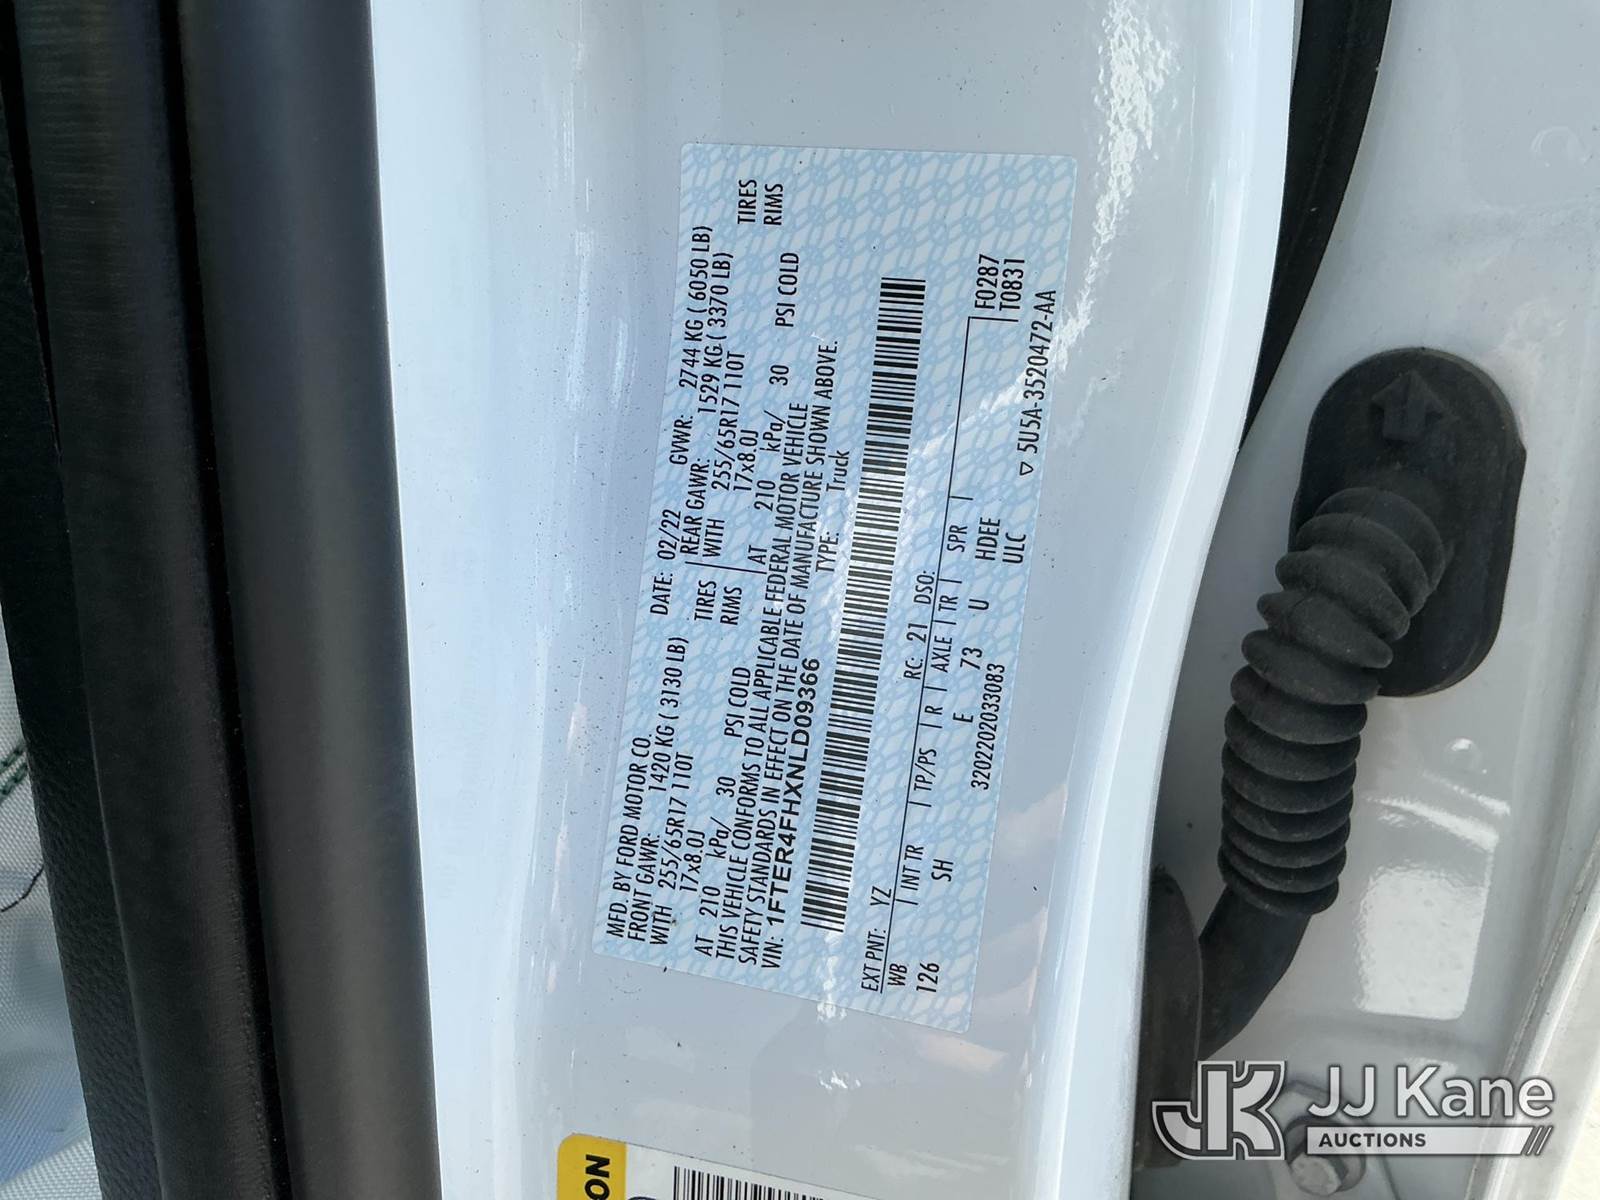 MFD. BY FORD MOTOR CO.
DATE: 02/22 GVWR: 2744 KG ( 6050 LB)
FRONT GAWR: 1420 KG ( 3130 LB) REAR GAWR: 1529 KG ( 3370 LB)
WITH 255/65R17 110T TIRES WITH 255/65R17 110T TIRES
17x8.0J RIMS 17x8.0J RIMS
AT 210 kPa/ 30 PSI COLD AT 210 kPa/ 30 PSI COLD
THIS VEHICLE CONFORMS TO ALL APPLICABLE FEDERAL MOTOR VEHICLE
SAFETY STANDARDS IN EFFECT ON THE DATE OF MANUFACTURE SHOWN ABOVE.
VIN: 1FTER4FHXNLD09366 TYPE: Truck
EXT PNT: YZ RC: 21 DSO: F0287
WB INT TR TP/PS R AXLE TR SPR T0831
126 SH E 73 U HDEE
3202202033083 ULC
▽ 5U5A-3520472-AA
ON
JK JJ Kane
AUCTIONS